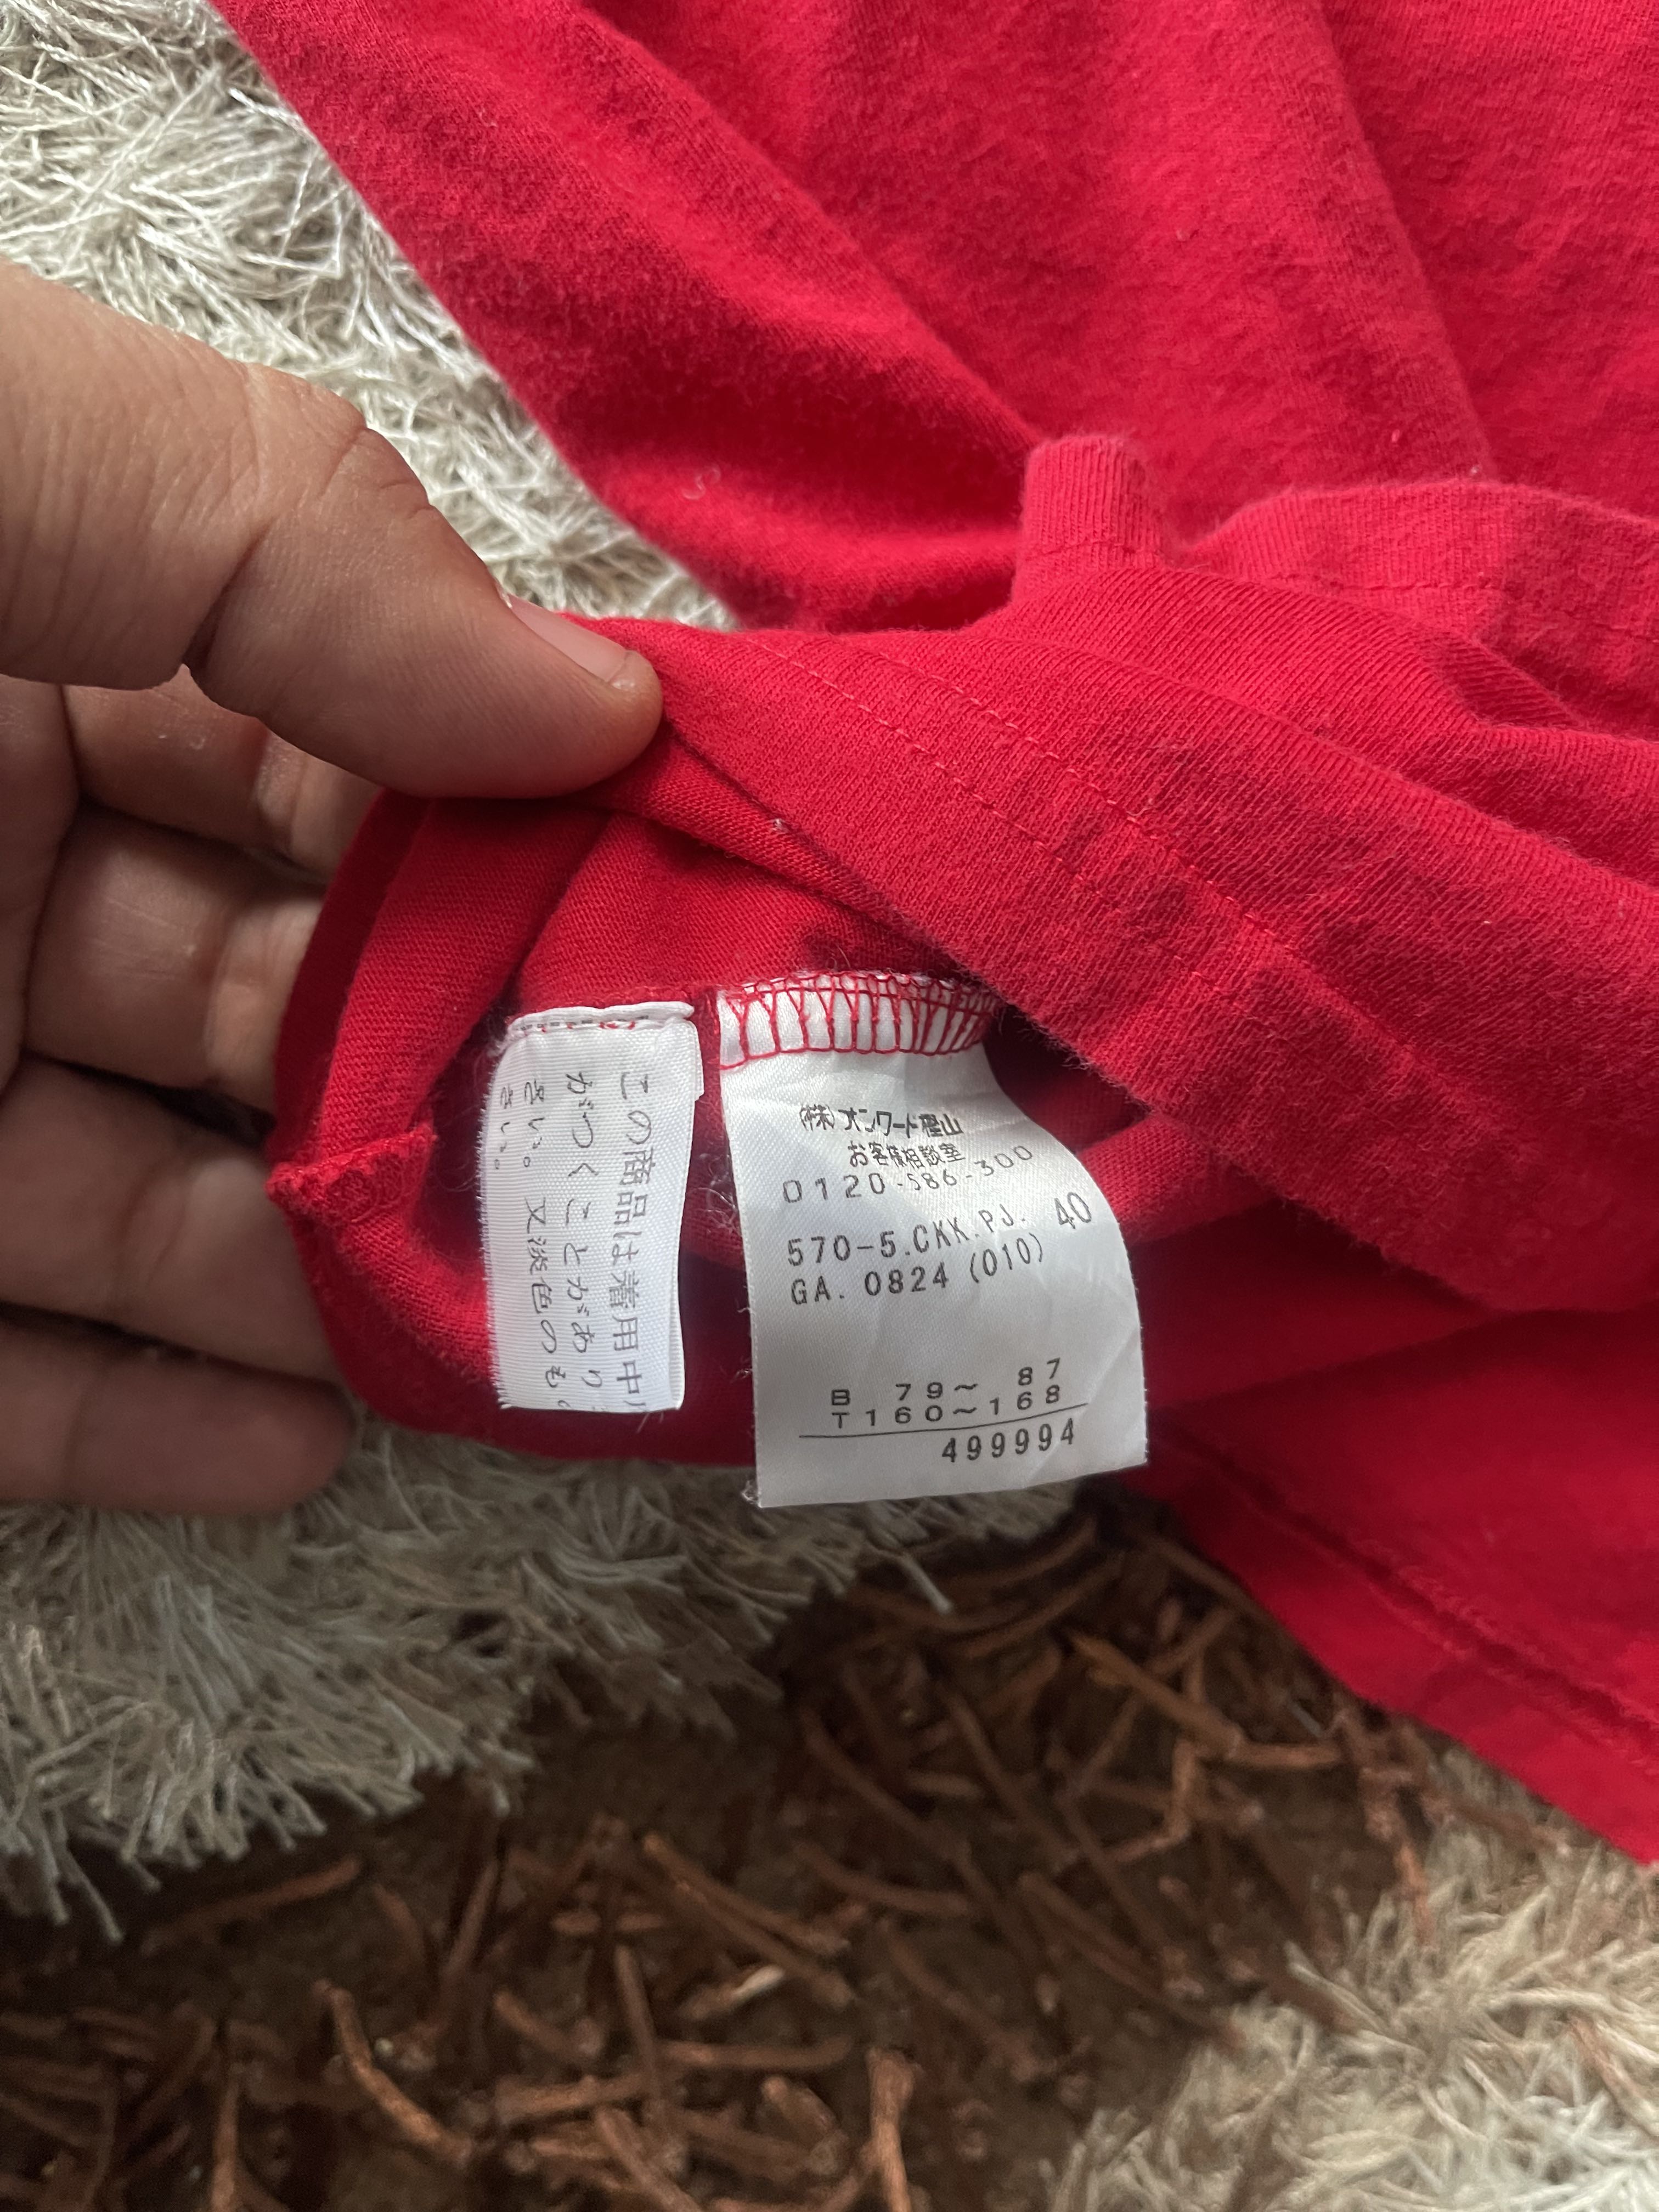 この商品は着用中
がつくことがあり
さい。又淡色のも
さい。
(株)オンワード樫山
お客様相談室
0120-586-300
570-5.CKK.PJ. 40
GA. 0824 (010)
B 79~ 87
T160~168
499994